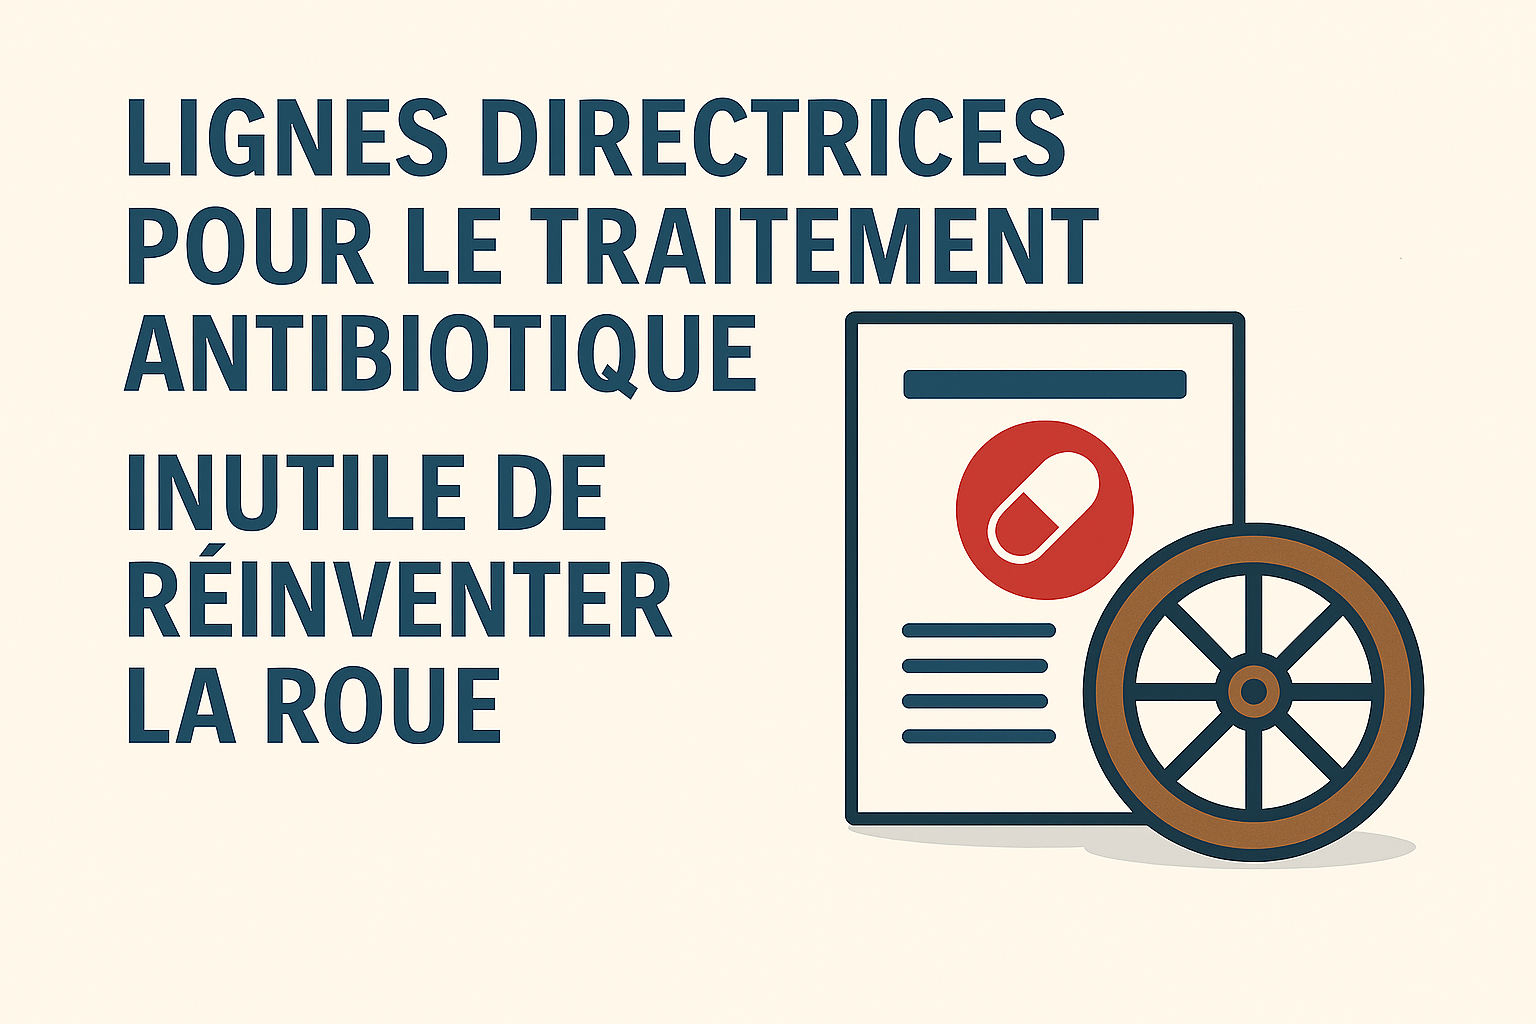 LIGNES DIRECTRICES
POUR LE TRAITEMENT
ANTIBIOTIQUE
INUTILE DE
RÉINVENTER
LA ROUE